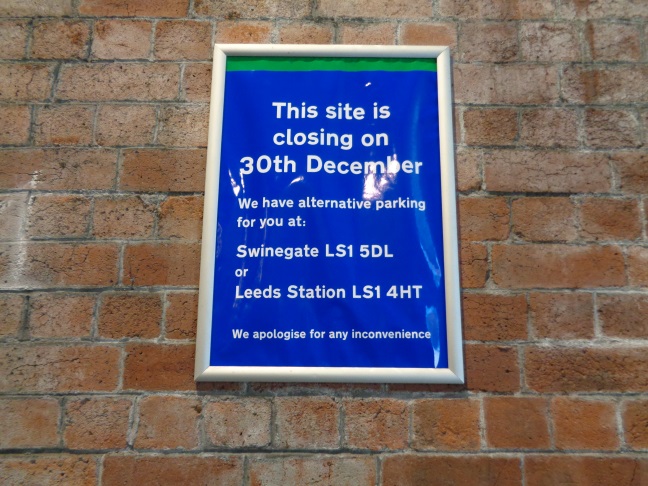 This site is
closing on
30th December
We have alternative parking
for you at:
Swinegate LS1 5DL
or
Leeds Station LS1 4HT
We apologise for any inconvenience